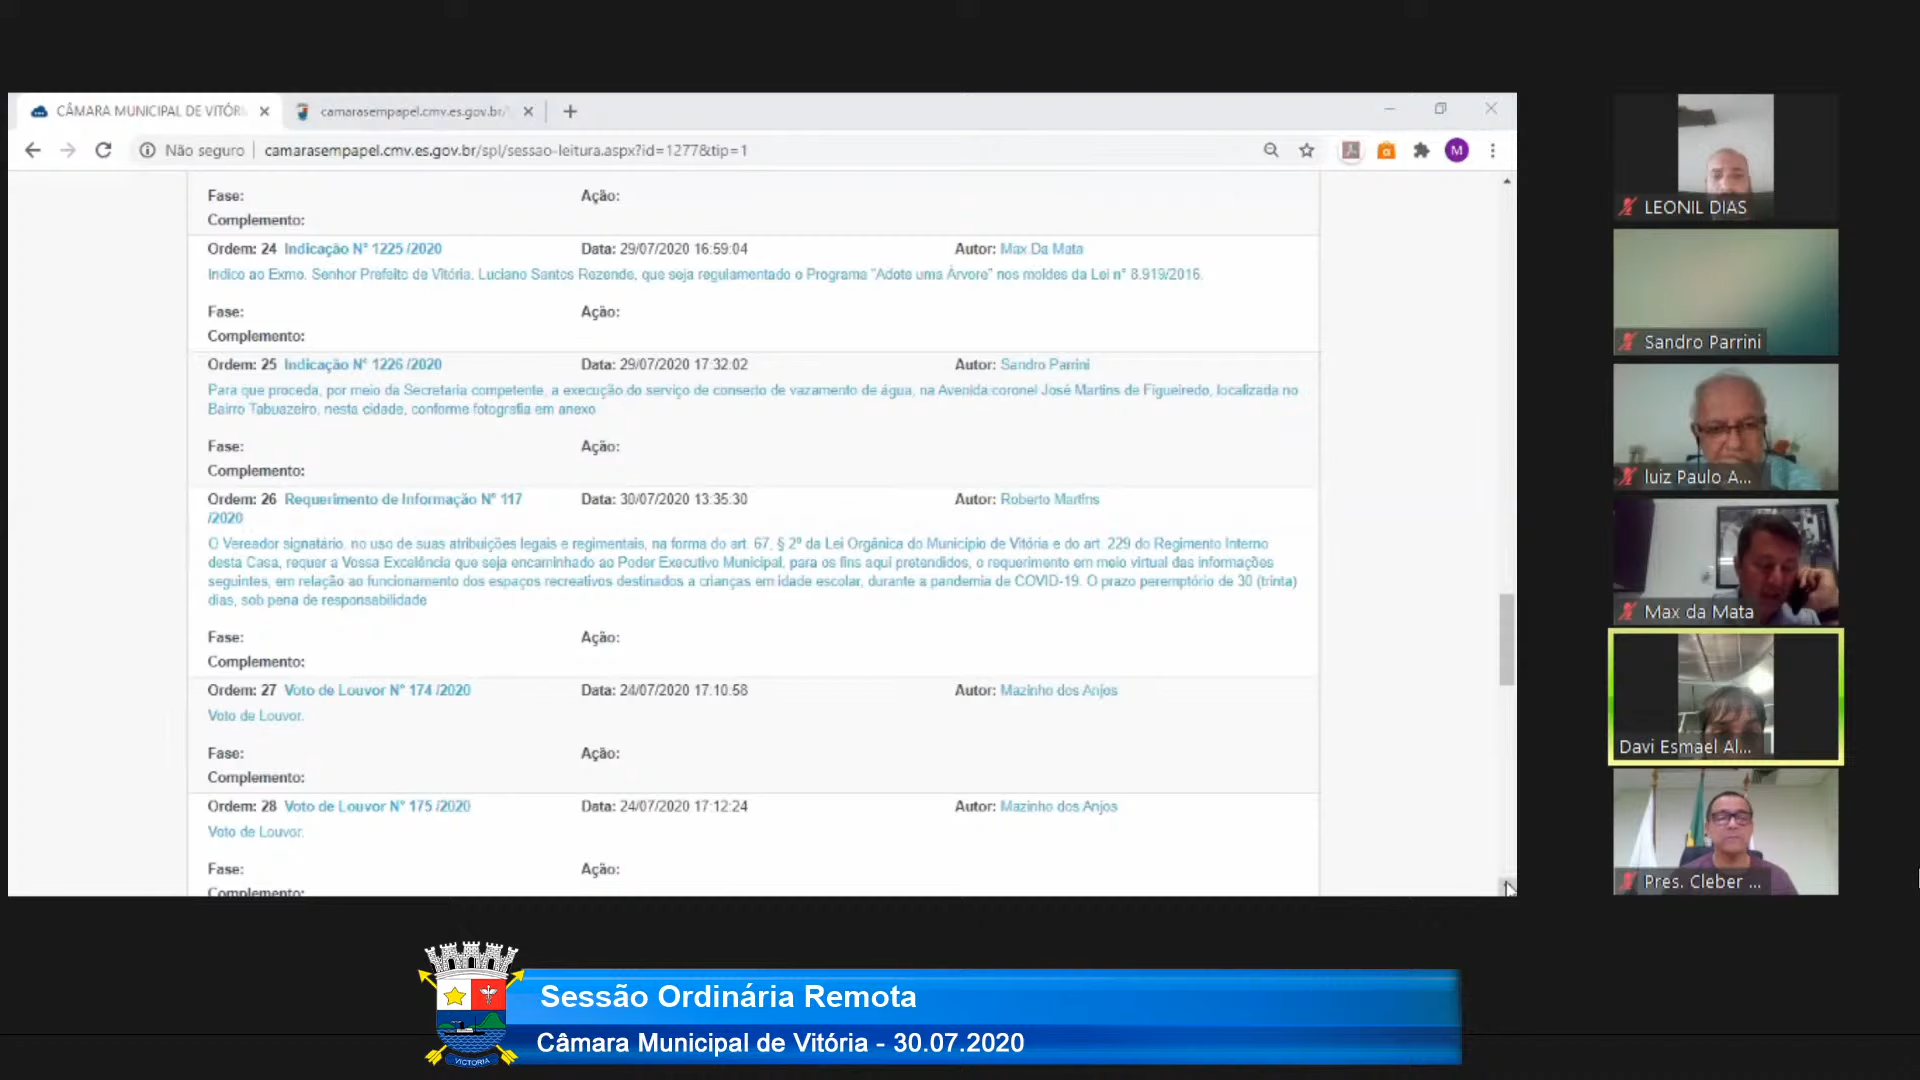 CÂMARA MUNICIPAL DE VITÓRI
camarasempapel.cmv.es.gov.br/
Não seguro
camarasempapel.cmv.es.gov.br/spl/sessao-leitura.aspx?id=1277&tip=1
M
Fase: Ação:
Complemento:
Ordem: 24 Indicação N° 1225 /2020 Data: 29/07/2020 16:59:04 Autor: Max Da Mata
Indico ao Exmo. Senhor Prefeito de Vitória, Luciano Santos Rezende, que seja regulamentado o Programa "Adote uma Árvore" nos moldes da Lei n° 8.919/2016.
Fase: Ação:
Complemento:
Ordem: 25 Indicação N° 1226 /2020 Data: 29/07/2020 17:32:02 Autor: Sandro Parrini
Para que proceda, por meio da Secretaria competente, a execução do serviço de conserto de vazamento de água, na Avenida coronel José Martins de Figueiredo, localizada no
Bairro Tabuazeiro, nesta cidade, conforme fotografia em anexo
Fase: Ação:
Complemento:
Ordem: 26 Requerimento de Informação N° 117 Data: 30/07/2020 13:35:30 Autor: Roberto Martins
/2020
O Vereador signatário, no uso de suas atribuições legais e regimentais, na forma do art. 67, § 2º da Lei Orgânica do Município de Vitória e do art. 229 do Regimento Interno
desta Casa, requer a Vossa Excelência que seja encaminhado ao Poder Executivo Municipal, para os fins aqui pretendidos, o requerimento em meio virtual das informações
seguintes, em relação ao funcionamento dos espaços recreativos destinados a crianças em idade escolar, durante a pandemia de COVID-19. O prazo peremptório de 30 (trinta)
dias, sob pena de responsabilidade
Fase: Ação:
Complemento:
Ordem: 27 Voto de Louvor N° 174 /2020 Data: 24/07/2020 17:10:58 Autor: Mazinho dos Anjos
Voto de Louvor.
Fase: Ação:
Complemento:
Ordem: 28 Voto de Louvor N° 175 /2020 Data: 24/07/2020 17:12:24 Autor: Mazinho dos Anjos
Voto de Louvor.
Fase: Ação:
Complemento:
LEONIL DIAS
Sandro Parrini
luiz Paulo A...
Max da Mata
Davi Esmael Al...
Pres. Cleber ...
VICTORIA
Sessão Ordinária Remota
Câmara Municipal de Vitória - 30.07.2020